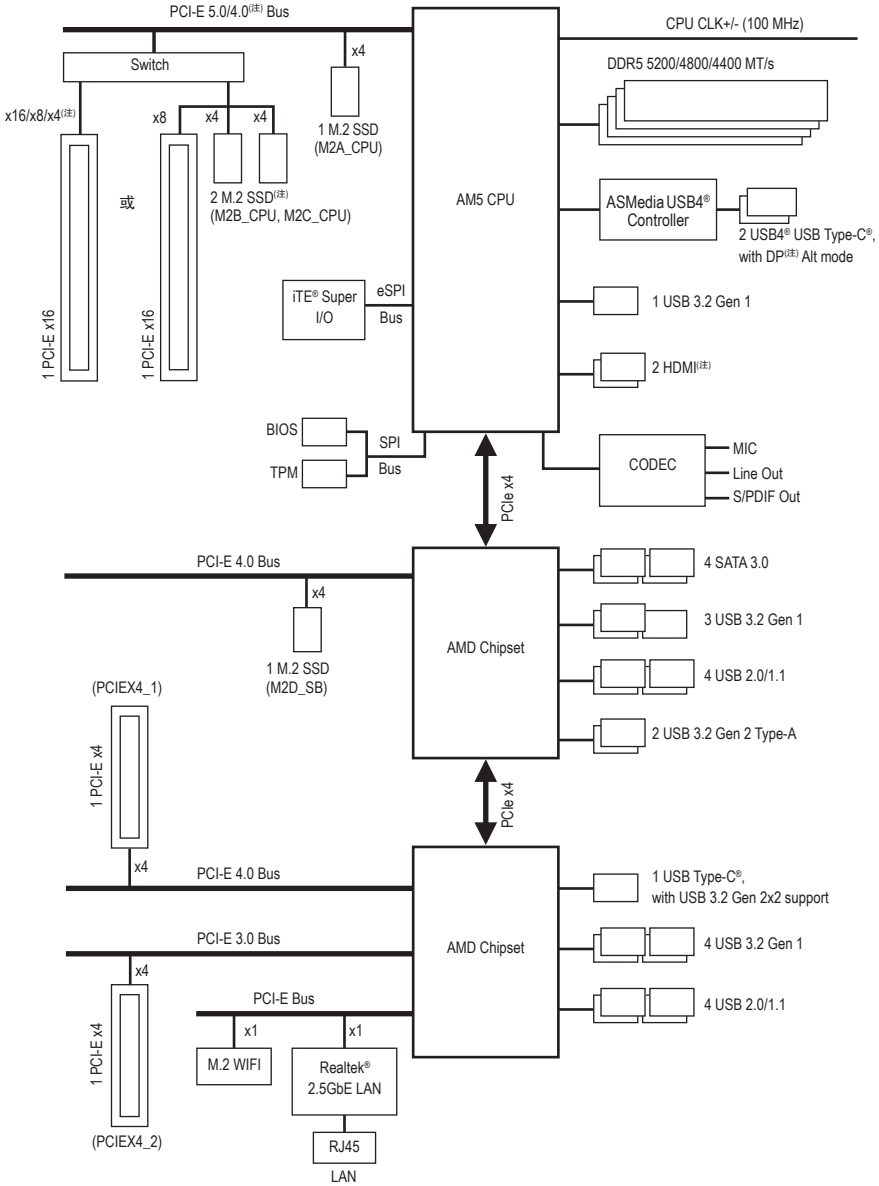 PCI-E 5.0/4.0(注) Bus
CPU CLK+/- (100 MHz)
x4
Switch
DDR5 5200/4800/4400 MT/s
x16/x8/x4(注)
x8
x4
x4
1 M.2 SSD
(M2A_CPU)
或
2 M.2 SSD(注)
(M2B_CPU, M2C_CPU)
1 PCI-E x16
1 PCI-E x16
AM5 CPU
ASMedia USB4®
Controller
2 USB4® USB Type-C®,
with DP(注) Alt mode
iTE® Super
I/O
eSPI
Bus
1 USB 3.2 Gen 1
2 HDMI(注)
BIOS
TPM
SPI
Bus
PCIe x4
CODEC
MIC
Line Out
S/PDIF Out
PCI-E 4.0 Bus
x4
1 M.2 SSD
(M2D_SB)
AMD Chipset
4 SATA 3.0
3 USB 3.2 Gen 1
4 USB 2.0/1.1
2 USB 3.2 Gen 2 Type-A
(PCIEX4_1)
1 PCI-E x4
x4
PCIe x4
PCI-E 4.0 Bus
AMD Chipset
1 USB Type-C®,
with USB 3.2 Gen 2x2 support
PCI-E 3.0 Bus
4 USB 3.2 Gen 1
x4
1 PCI-E x4
(PCIEX4_2)
PCI-E Bus
4 USB 2.0/1.1
x1
x1
M.2 WIFI
Realtek®
2.5GbE LAN
RJ45
LAN